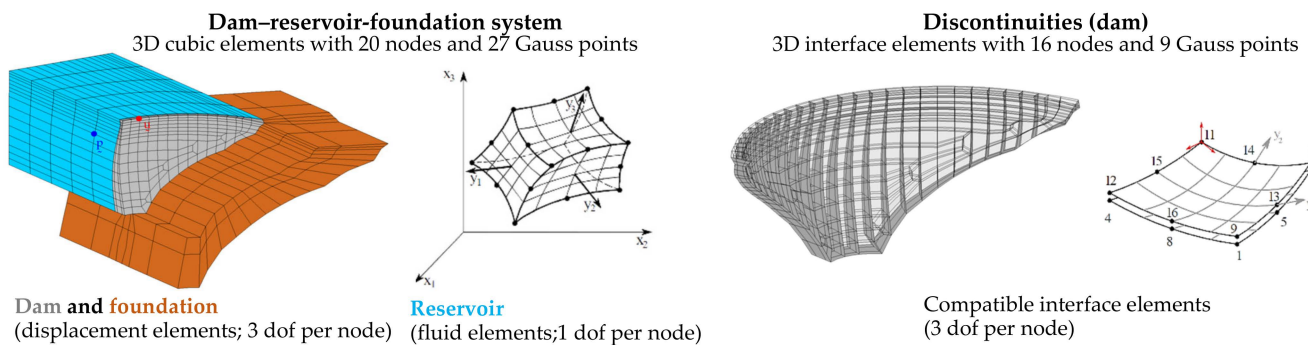 Dam–reservoir-foundation system
3D cubic elements with 20 nodes and 27 Gauss points
Discontinuities (dam)
3D interface elements with 16 nodes and 9 Gauss points
p
u
x3
y3
y1
y2
x2
x1
11
14
y2
15
12
13
4
16
9
5
8
1
Dam and foundation
(displacement elements; 3 dof per node)
Reservoir
(fluid elements;1 dof per node)
Compatible interface elements
(3 dof per node)